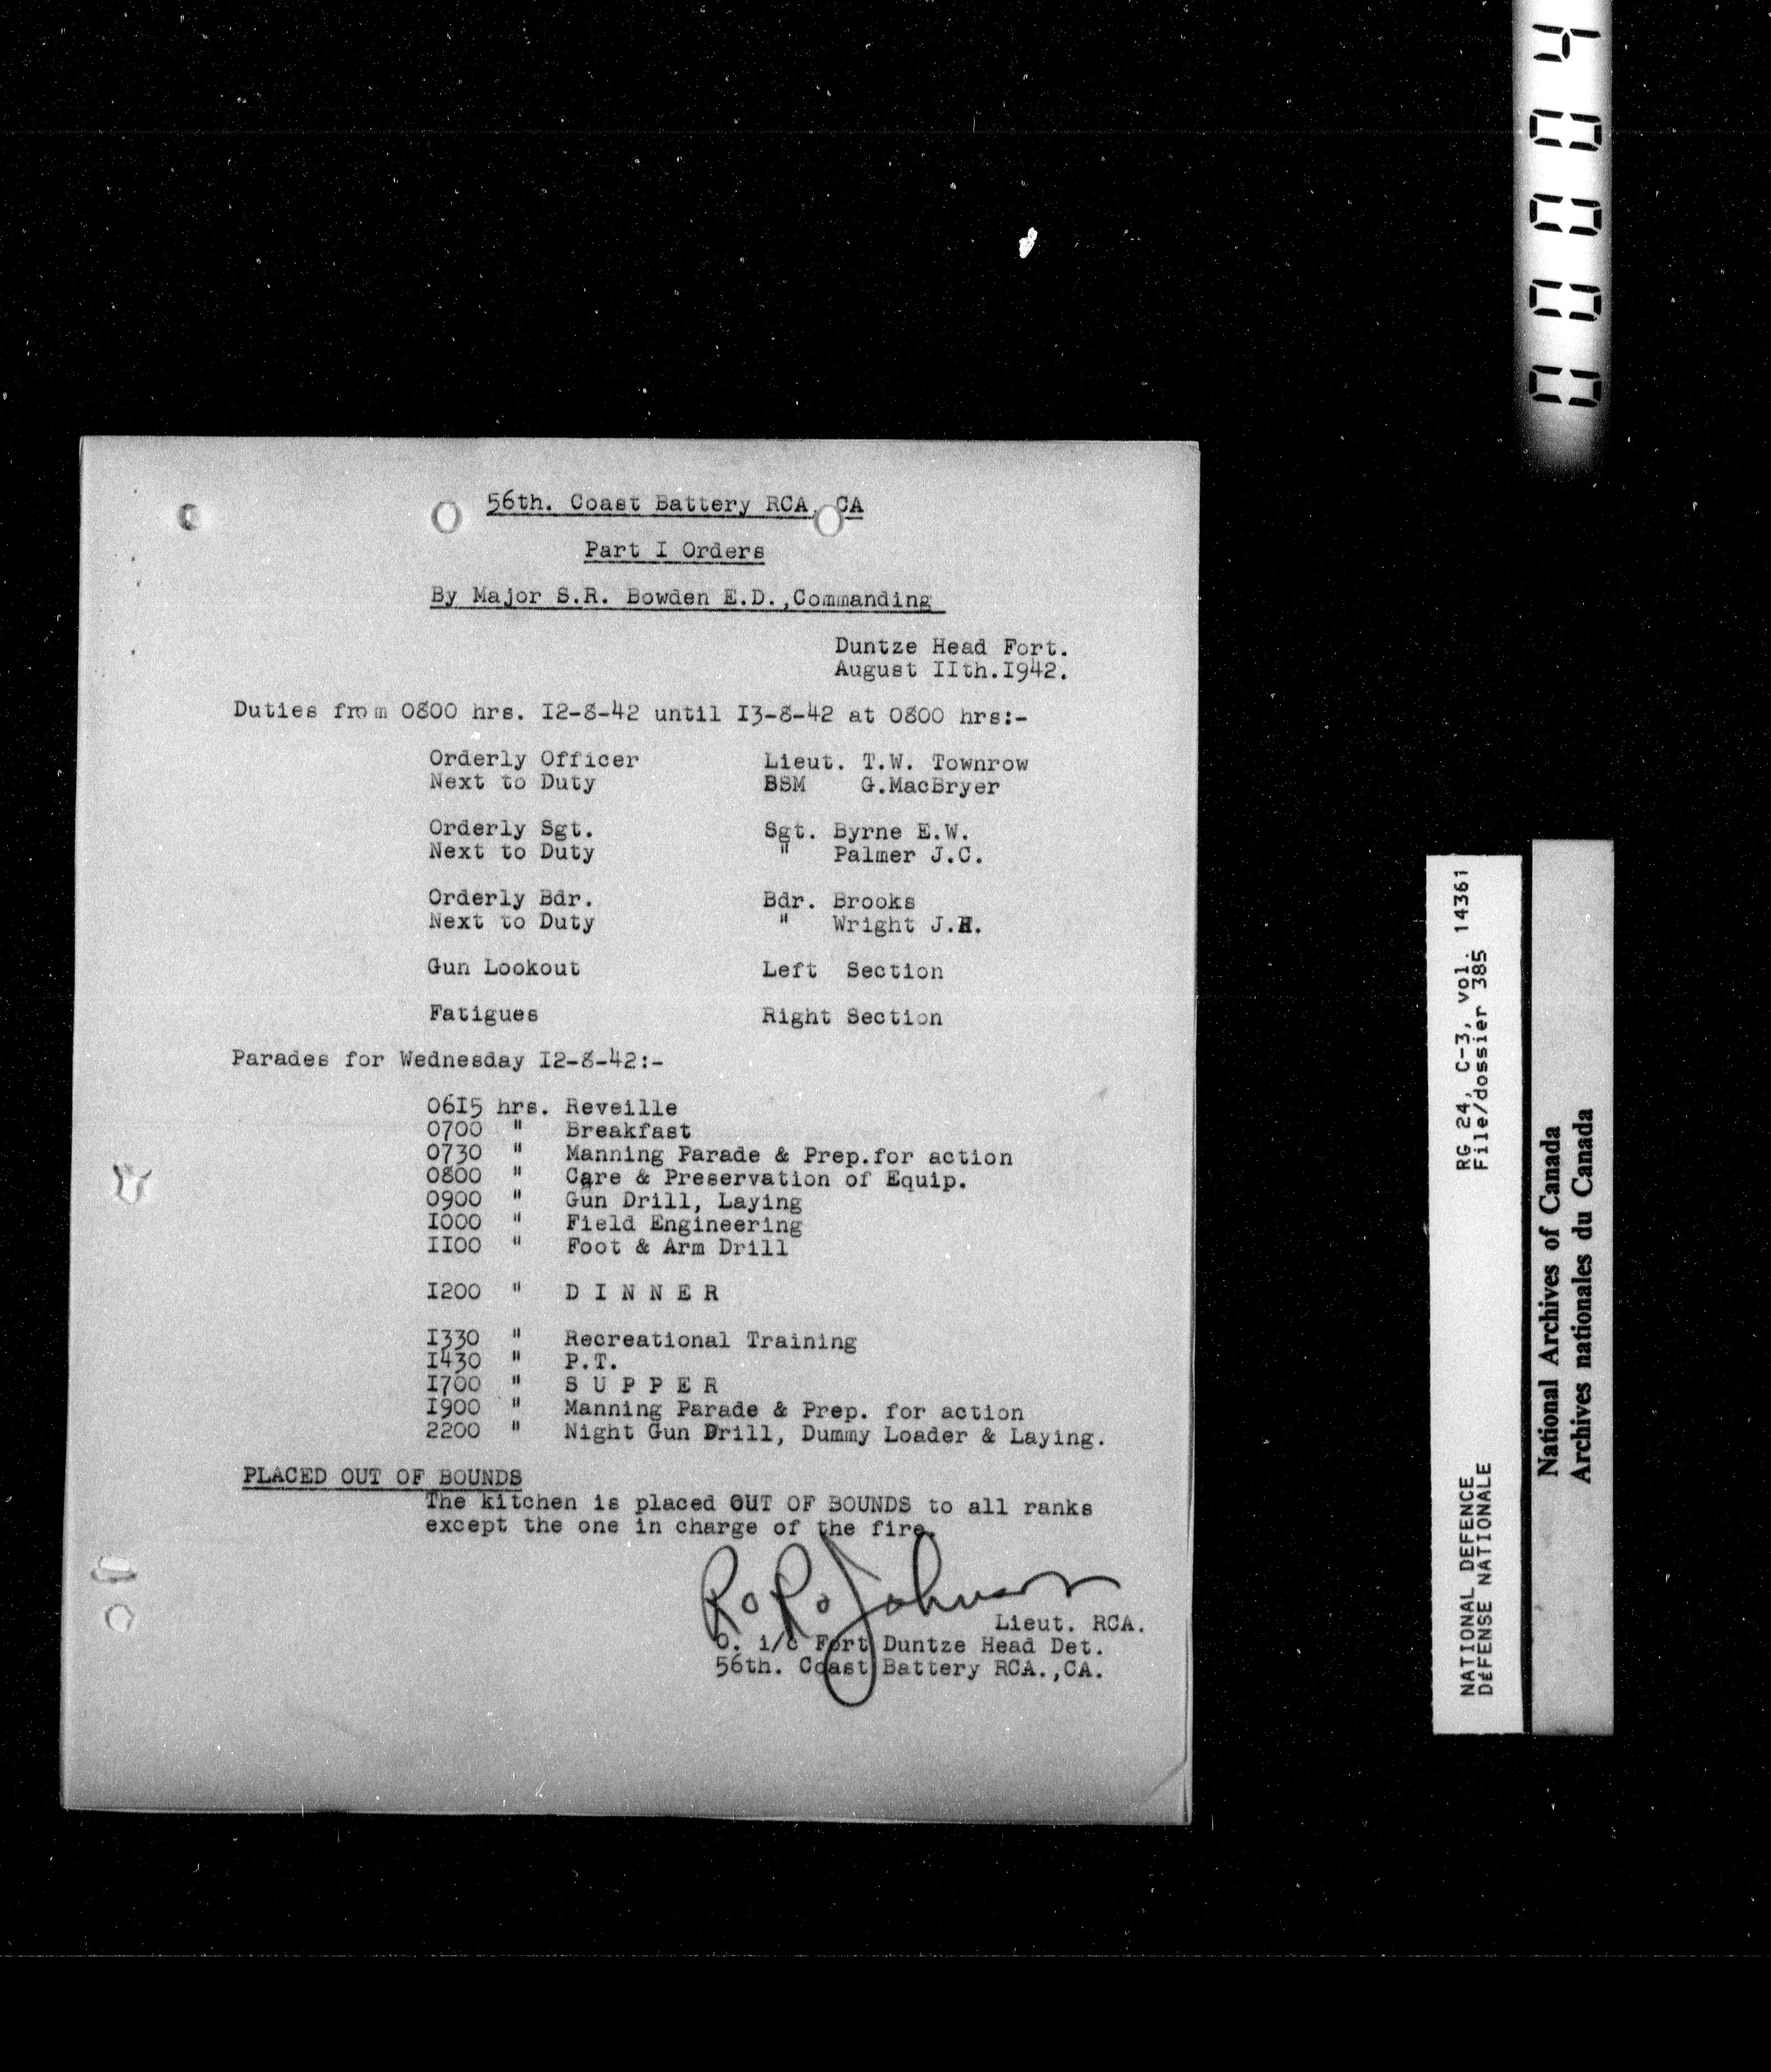 00004
56th. Coast Battery RCA, CA
Part I Orders
By Major S.R. Bowden E.D.,Commanding
Duntze Head Fort.
August IIth.I942.
Duties from 0800 hrs. I2-8-42 until I3-8-42 at 0800 hrs:-
Orderly Officer Lieut. T.W. Townrow
Next to Duty BSM G.MacBryer
Orderly Sgt. Sgt. Byrne E.W.
Next to Duty " Palmer J.C.
Orderly Bdr. Bdr. Brooks
Next to Duty " Wright J.H.
Gun Lookout Left Section
Fatigues Right Section
Parades for Wednesday I2-8-42:-
06I5 hrs. Reveille
0700 " Breakfast
0730 " Manning Parade & Prep.for action
0800 " Care & Preservation of Equip.
0900 " Gun Drill, Laying
I000 " Field Engineering
II00 " Foot & Arm Drill
I200 " D I N N E R
I330 " Recreational Training
I430 " P.T.
I700 " S U P P E R
I900 " Manning Parade & Prep. for action
2200 " Night Gun Drill, Dummy Loader & Laying.
PLACED OUT OF BOUNDS
The kitchen is placed OUT OF BOUNDS to all ranks
except the one in charge of the fire.
R.R. Johnson
Lieut. RCA.
O. i/c Fort Duntze Head Det.
56th. Coast Battery RCA.,CA.
NATIONAL DEFENCE RG 24, C-3, vol. 14361
DÉFENSE NATIONALE File/dossier 385
National Archives of Canada
Archives nationales du Canada